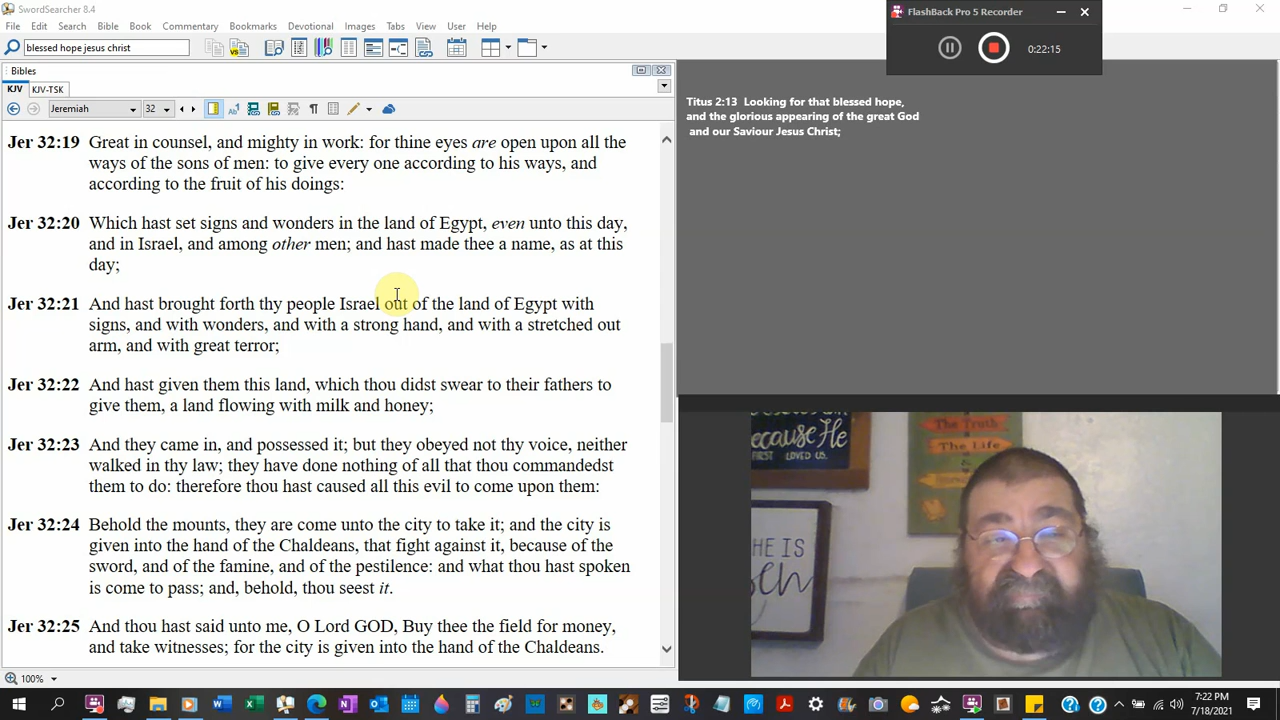 SwordSearcher 8.4
File Edit Search Bible Book Commentary Bookmarks Devotional Images Tabs View User Help
blessed hope jesus christ
VS
Bibles
KJV KJV-TSK
Jeremiah 32
Jer 32:19 Great in counsel, and mighty in work: for thine eyes are open upon all the
ways of the sons of men: to give every one according to his ways, and
according to the fruit of his doings:
Jer 32:20 Which hast set signs and wonders in the land of Egypt, even unto this day,
and in Israel, and among other men; and hast made thee a name, as at this
day;
Jer 32:21 And hast brought forth thy people Israel out of the land of Egypt with
signs, and with wonders, and with a strong hand, and with a stretched out
arm, and with great terror;
Jer 32:22 And hast given them this land, which thou didst swear to their fathers to
give them, a land flowing with milk and honey;
Jer 32:23 And they came in, and possessed it; but they obeyed not thy voice, neither
walked in thy law; they have done nothing of all that thou commandedst
them to do: therefore thou hast caused all this evil to come upon them:
Jer 32:24 Behold the mounts, they are come unto the city to take it; and the city is
given into the hand of the Chaldeans, that fight against it, because of the
sword, and of the famine, and of the pestilence: and what thou hast spoken
is come to pass; and, behold, thou seest it.
Jer 32:25 And thou hast said unto me, O Lord GOD, Buy thee the field for money,
and take witnesses; for the city is given into the hand of the Chaldeans.
100%
FlashBack Pro 5 Recorder
0:22:15
Titus 2:13 Looking for that blessed hope,
and the glorious appearing of the great God
and our Saviour Jesus Christ;
because He
FIRST LOVED US.
The Truth
The Life
HE IS
7:22 PM
7/18/2021